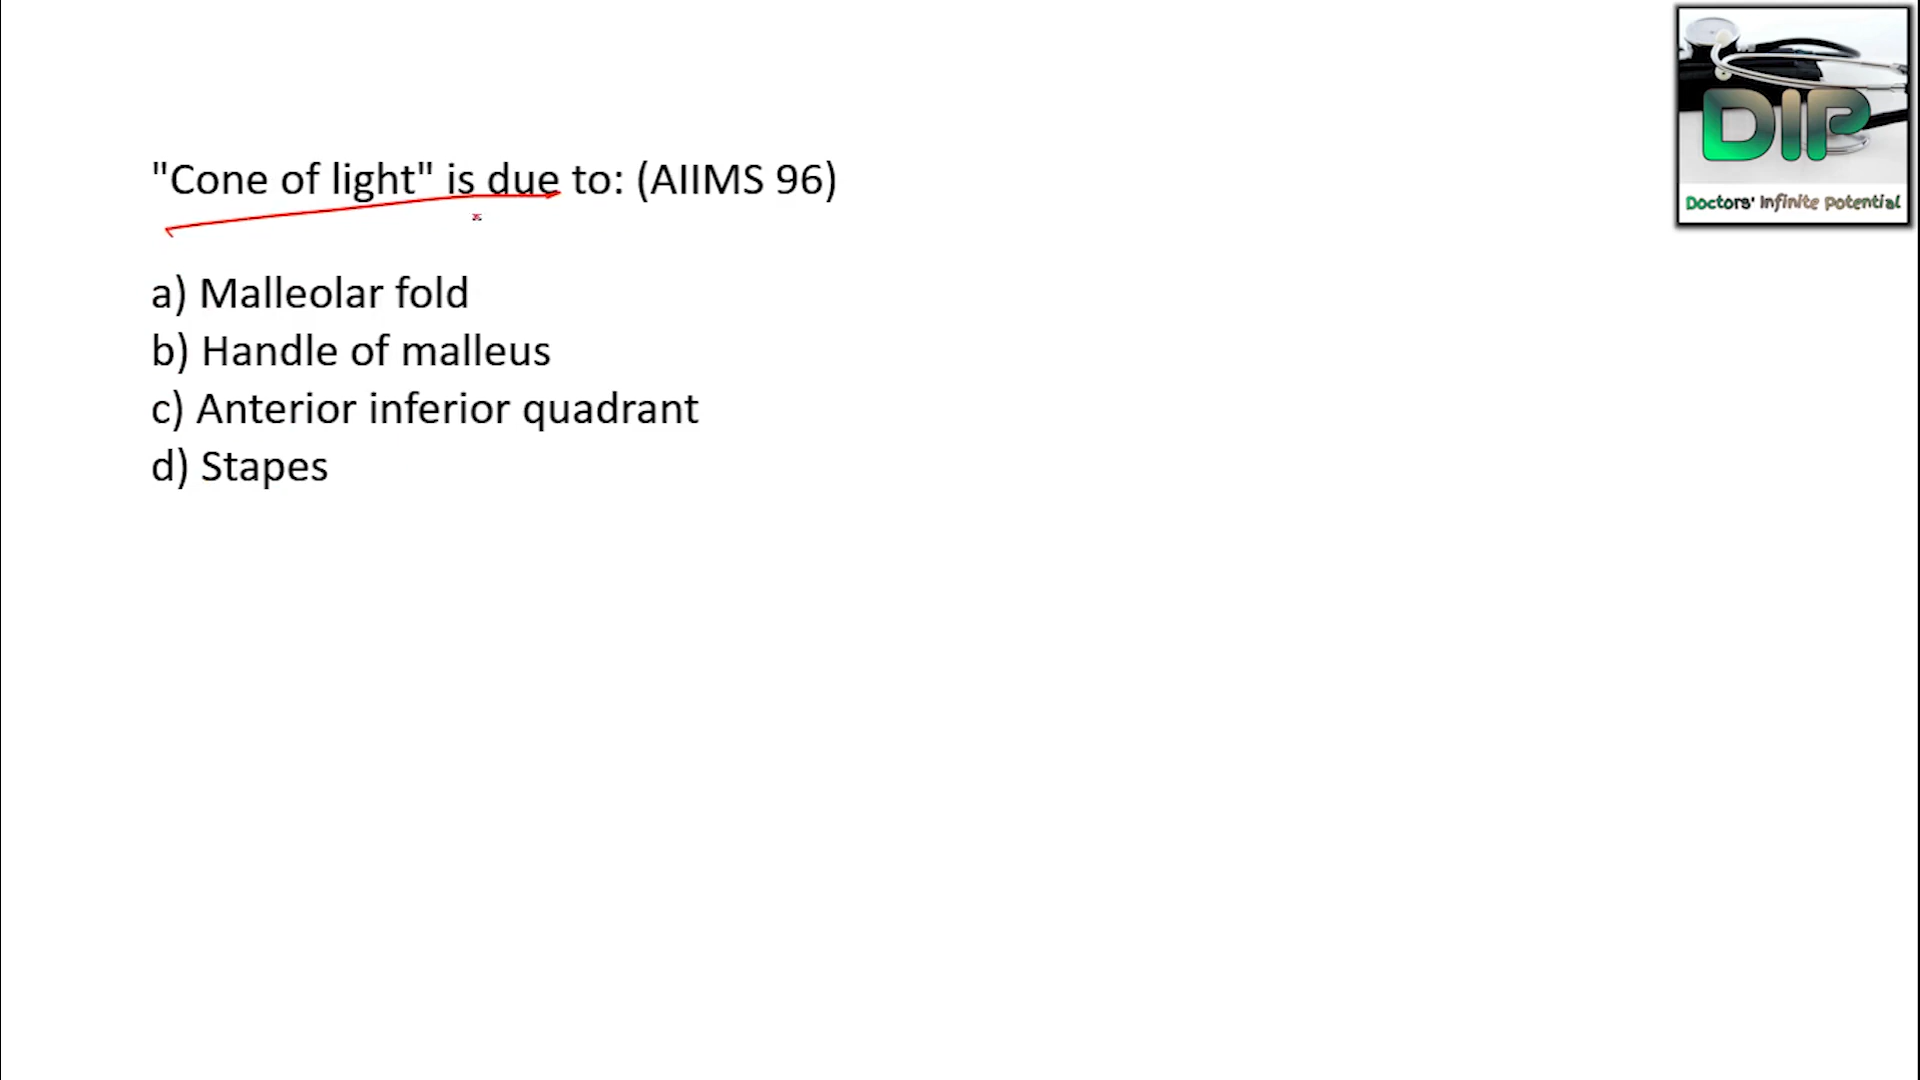 "Cone of light" is due to: (AIIMS 96)
a) Malleolar fold
b) Handle of malleus
c) Anterior inferior quadrant
d) Stapes
DIP
Doctors' Infinite Potential